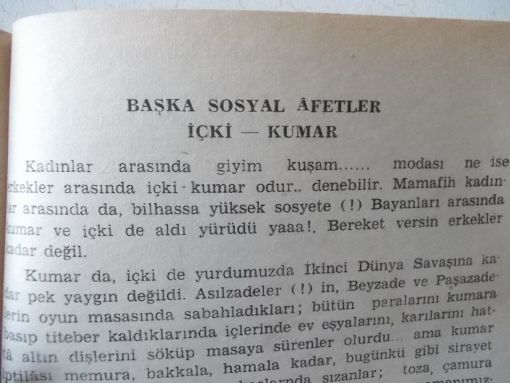 BAŞKA SOSYAL ÂFETLER
İÇKİ — KUMAR
Kadınlar arasında giyim kuşam...... modası ne ise
erkekler arasında içki-kumar odur.. denebilir. Mamafih kadın-
lar arasında da, bilhassa yüksek sosyete (!) Bayanları arasında
kumar ve içki de aldı yürüdü yaaa!. Bereket versin erkekler
kadar değil.
Kumar da, içki de yurdumuzda İkinci Dünya Savaşına ka-
dar pek yaygın değildi. Asılzadeler (!) in, Beyzade ve Paşazade-
lerin oyun masasında sabahladıkları; bütün paralarını kumara
basıp titeber kaldıklarında içlerinde ev eşyalarını, karılarını hat-
tâ altın dişlerini söküp masaya sürenler olurdu... ama kumar
iptilâsı memura, bakkala, hamala kadar, bugünkü gibi sirayet
sızanlar; toza, çamura